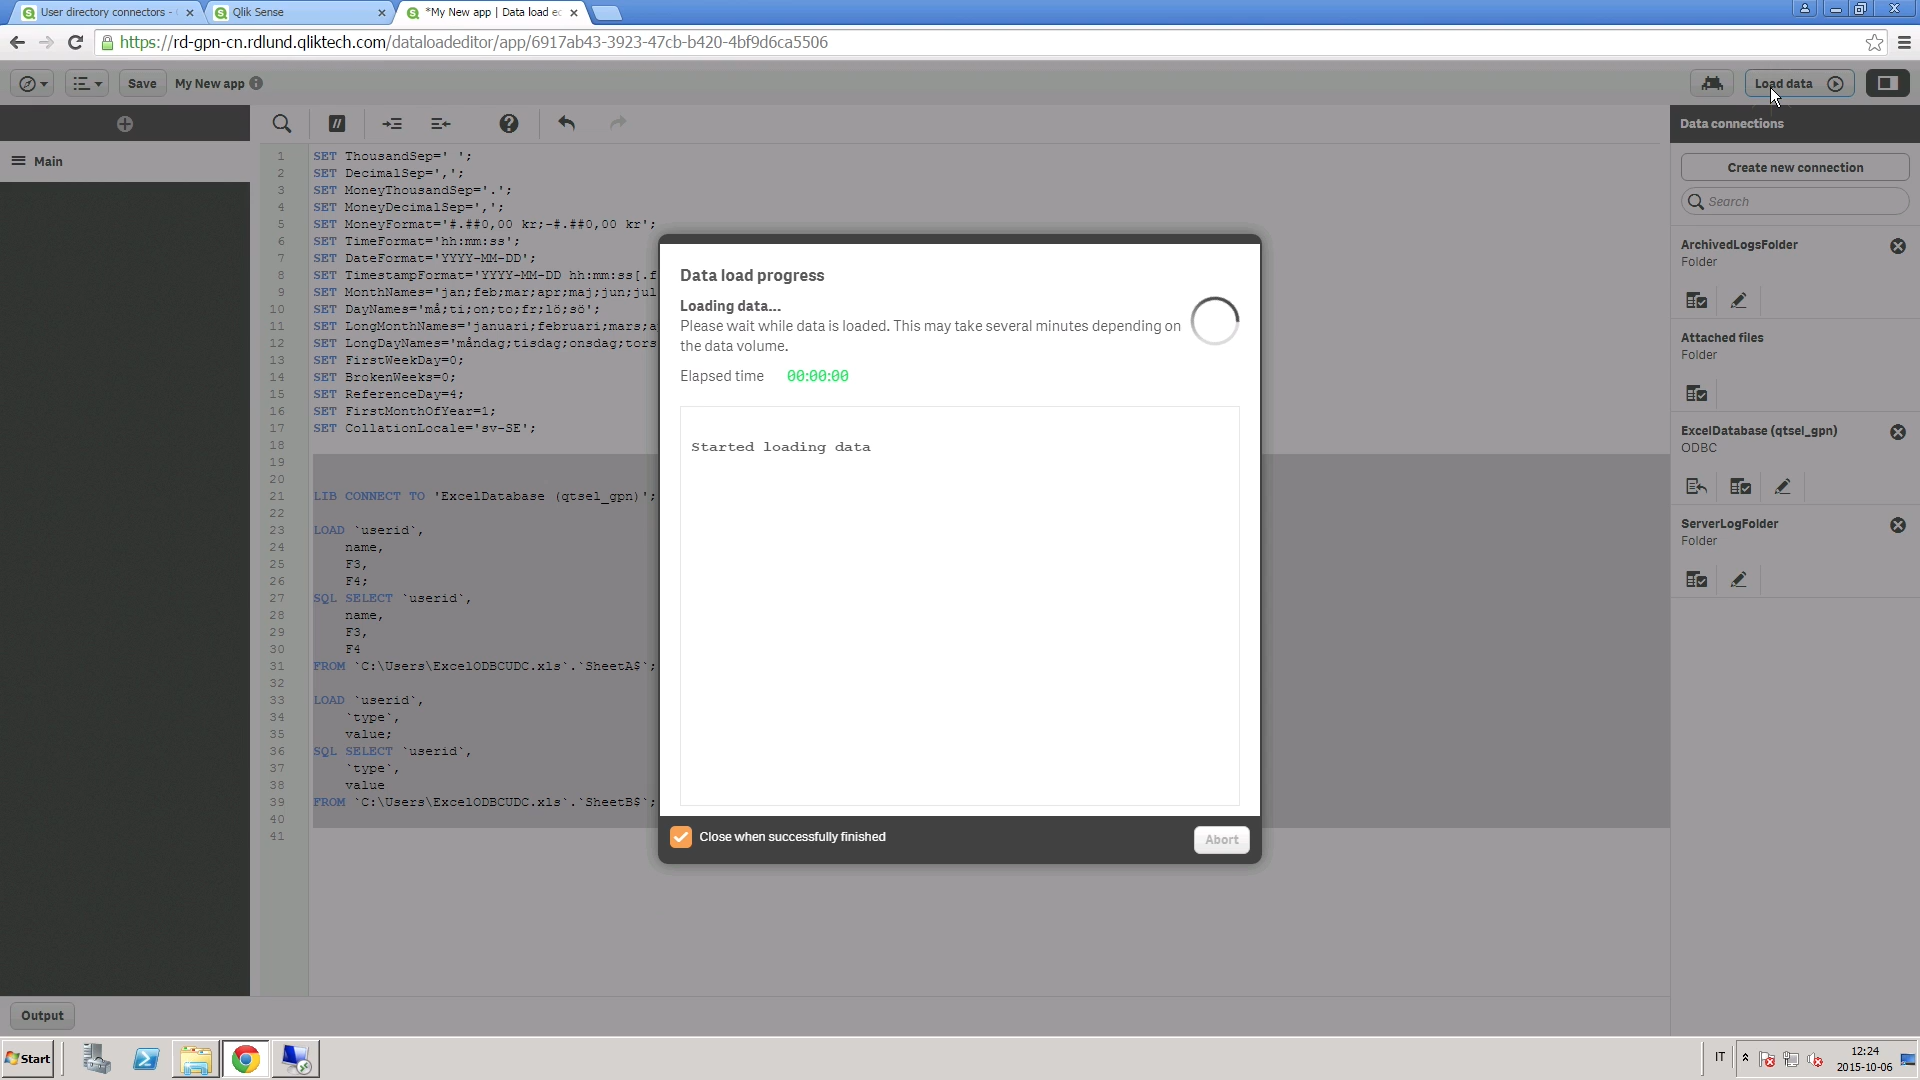 User directory connectors -
Qlik Sense
*My New app | Data load e
https://rd-gpn-cn.rdlund.qliktech.com/dataloadeditor/app/6917ab43-3923-47cb-b420-4bf9d6ca5506
Save
My New app
Load data
Data connections
Main
Create new connection
Search
1 SET ThousandSep=' ';
2 SET DecimalSep=',';
3 SET MoneyThousandSep='.';
4 SET MoneyDecimalSep=',';
5 SET MoneyFormat='#.##0,00 kr;-#.##0,00 kr';
6 SET TimeFormat='hh:mm:ss';
7 SET DateFormat='YYYY-MM-DD';
8 SET TimestampFormat='YYYY-MM-DD hh:mm:ss[.f
9 SET MonthNames='jan;feb;mar;apr;maj;jun;jul
10 SET DayNames='må;ti;on;to;fr;lö;sö';
11 SET LongMonthNames='januari;februari;mars;a
12 SET LongDayNames='måndag;tisdag;onsdag;tors
13 SET FirstWeekDay=0;
14 SET BrokenWeeks=0;
15 SET ReferenceDay=4;
16 SET FirstMonthOfYear=1;
17 SET CollationLocale='sv-SE';
18
19
20
21 LIB CONNECT TO 'ExcelDatabase (qtsel_gpn)';
22
23 LOAD `userid`,
24 name,
25 F3,
26 F4;
27 SQL SELECT `userid`,
28 name,
29 F3,
30 F4
31 FROM `C:\Users\ExcelODBCUDC.xls`.`SheetA$`;
32
33 LOAD `userid`,
34 `type`,
35 value;
36 SQL SELECT `userid`,
37 `type`,
38 value
39 FROM `C:\Users\ExcelODBCUDC.xls`.`SheetB$`;
40
41
Data load progress
Loading data...
Please wait while data is loaded. This may take several minutes depending on
the data volume.
Elapsed time 00:00:00
Started loading data
Close when successfully finished
Abort
ArchivedLogsFolder
Folder
Attached files
Folder
ExcelDatabase (qtsel_gpn)
ODBC
ServerLogFolder
Folder
Output
Start
IT
12:24
2015-10-06